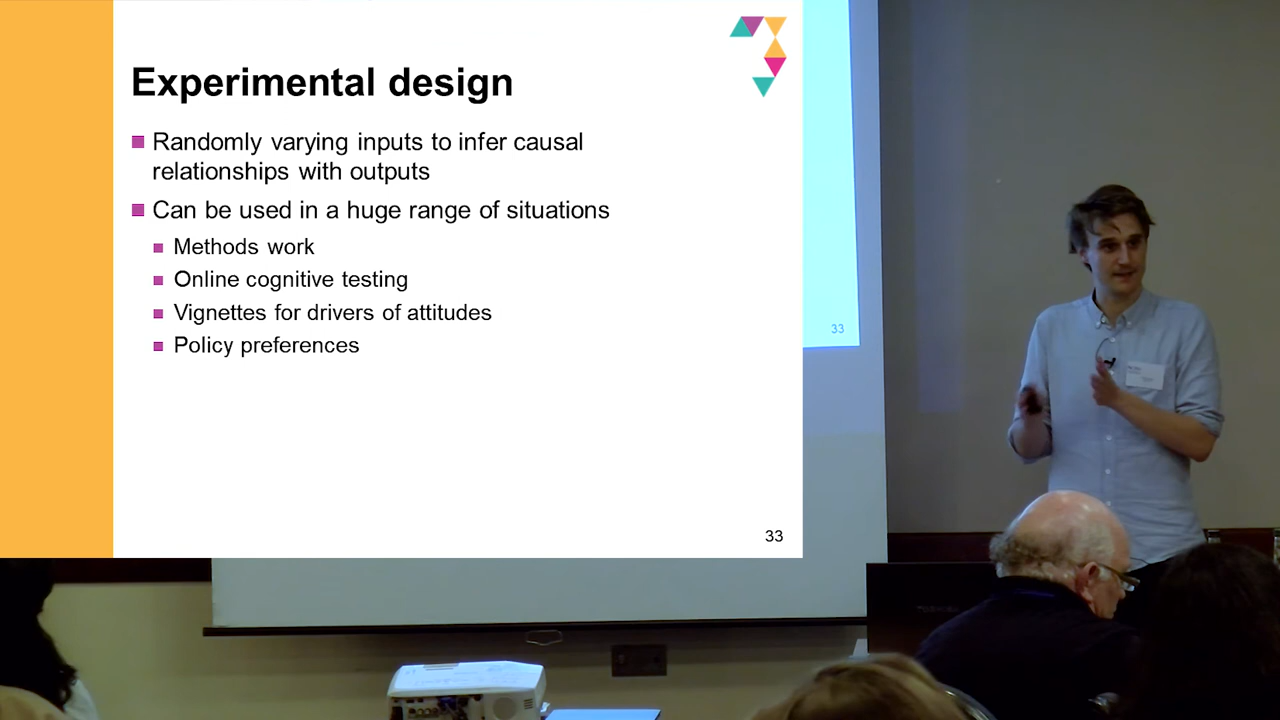 Experimental design
Randomly varying inputs to infer causal
relationships with outputs
Can be used in a huge range of situations
Methods work
Online cognitive testing
Vignettes for drivers of attitudes
Policy preferences
33
33
TOSHIBA